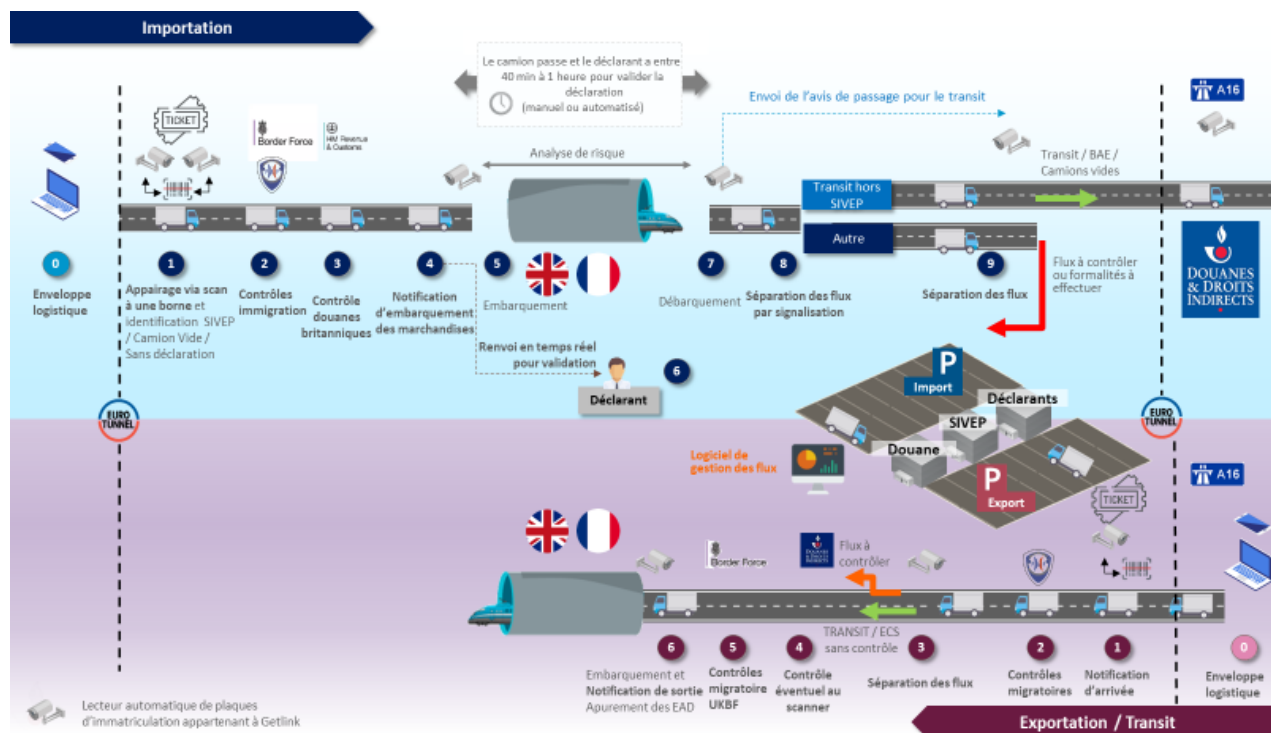 Importation
Le camion passe et le déclarant a entre
40 min à 1 heure pour valider la
déclaration
(manuel ou automatisé)
Envoi de l'avis de passage pour le transit
A16
TICKET
Border Force
HM Revenue
& Customs
Analyse de risque
Transit / BAE /
Camions vides
Transit hors
SIVEP
Autre
0
Enveloppe
logistique
1
Appairage via scan
à une borne et
identification SIVEP
/ Camion Vide /
Sans déclaration
2
Contrôles
immigration
3
Contrôle
douanes
britanniques
4
Notification
d'embarquement
des marchandises
5
Embarquement
7
Débarquement
8
Séparation des flux
par signalisation
9
Séparation des flux
Flux à contrôler
ou formalités à
effectuer
DOUANES
& DROITS
INDIRECTS
Renvoi en temps réel
pour validation
6
Déclarant
P
Import
Déclarants
SIVEP
Douane
P
Export
EURO
TUNNEL
EURO
TUNNEL
Logiciel de
gestion des flux
A16
TICKET
Border Force
Flux à
contrôler
TRANSIT / ECS
sans contrôle
6
Embarquement et
Notification de sortie
Apurement des EAD
5
Contrôles
migratoire
UKBF
4
Contrôle
éventuel au
scanner
3
Séparation des flux
2
Contrôles
migratoires
1
Notification
d'arrivée
0
Enveloppe
logistique
Lecteur automatique de plaques
d'immatriculation appartenant à Getlink
Exportation / Transit